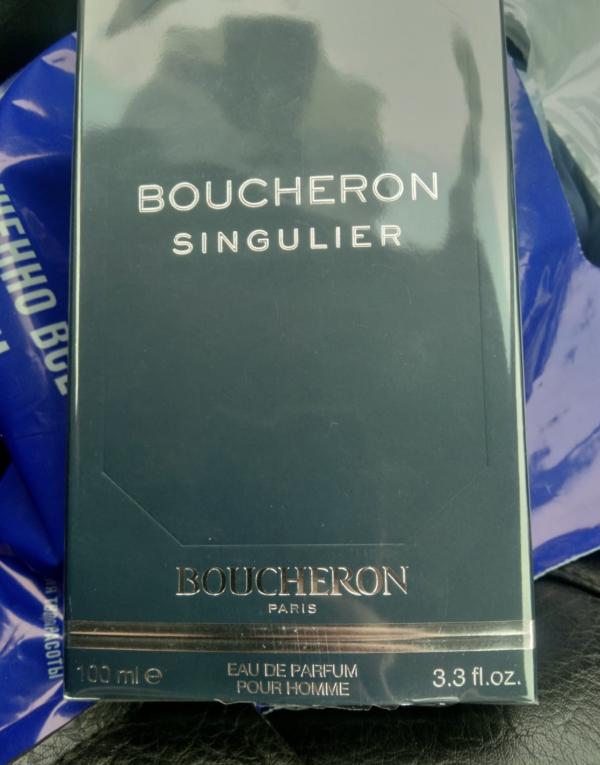 BOUCHERON
SINGULIER
BOUCHERON
PARIS
100 ml e
EAU DE PARFUM
POUR HOMME
3.3 fl.oz.